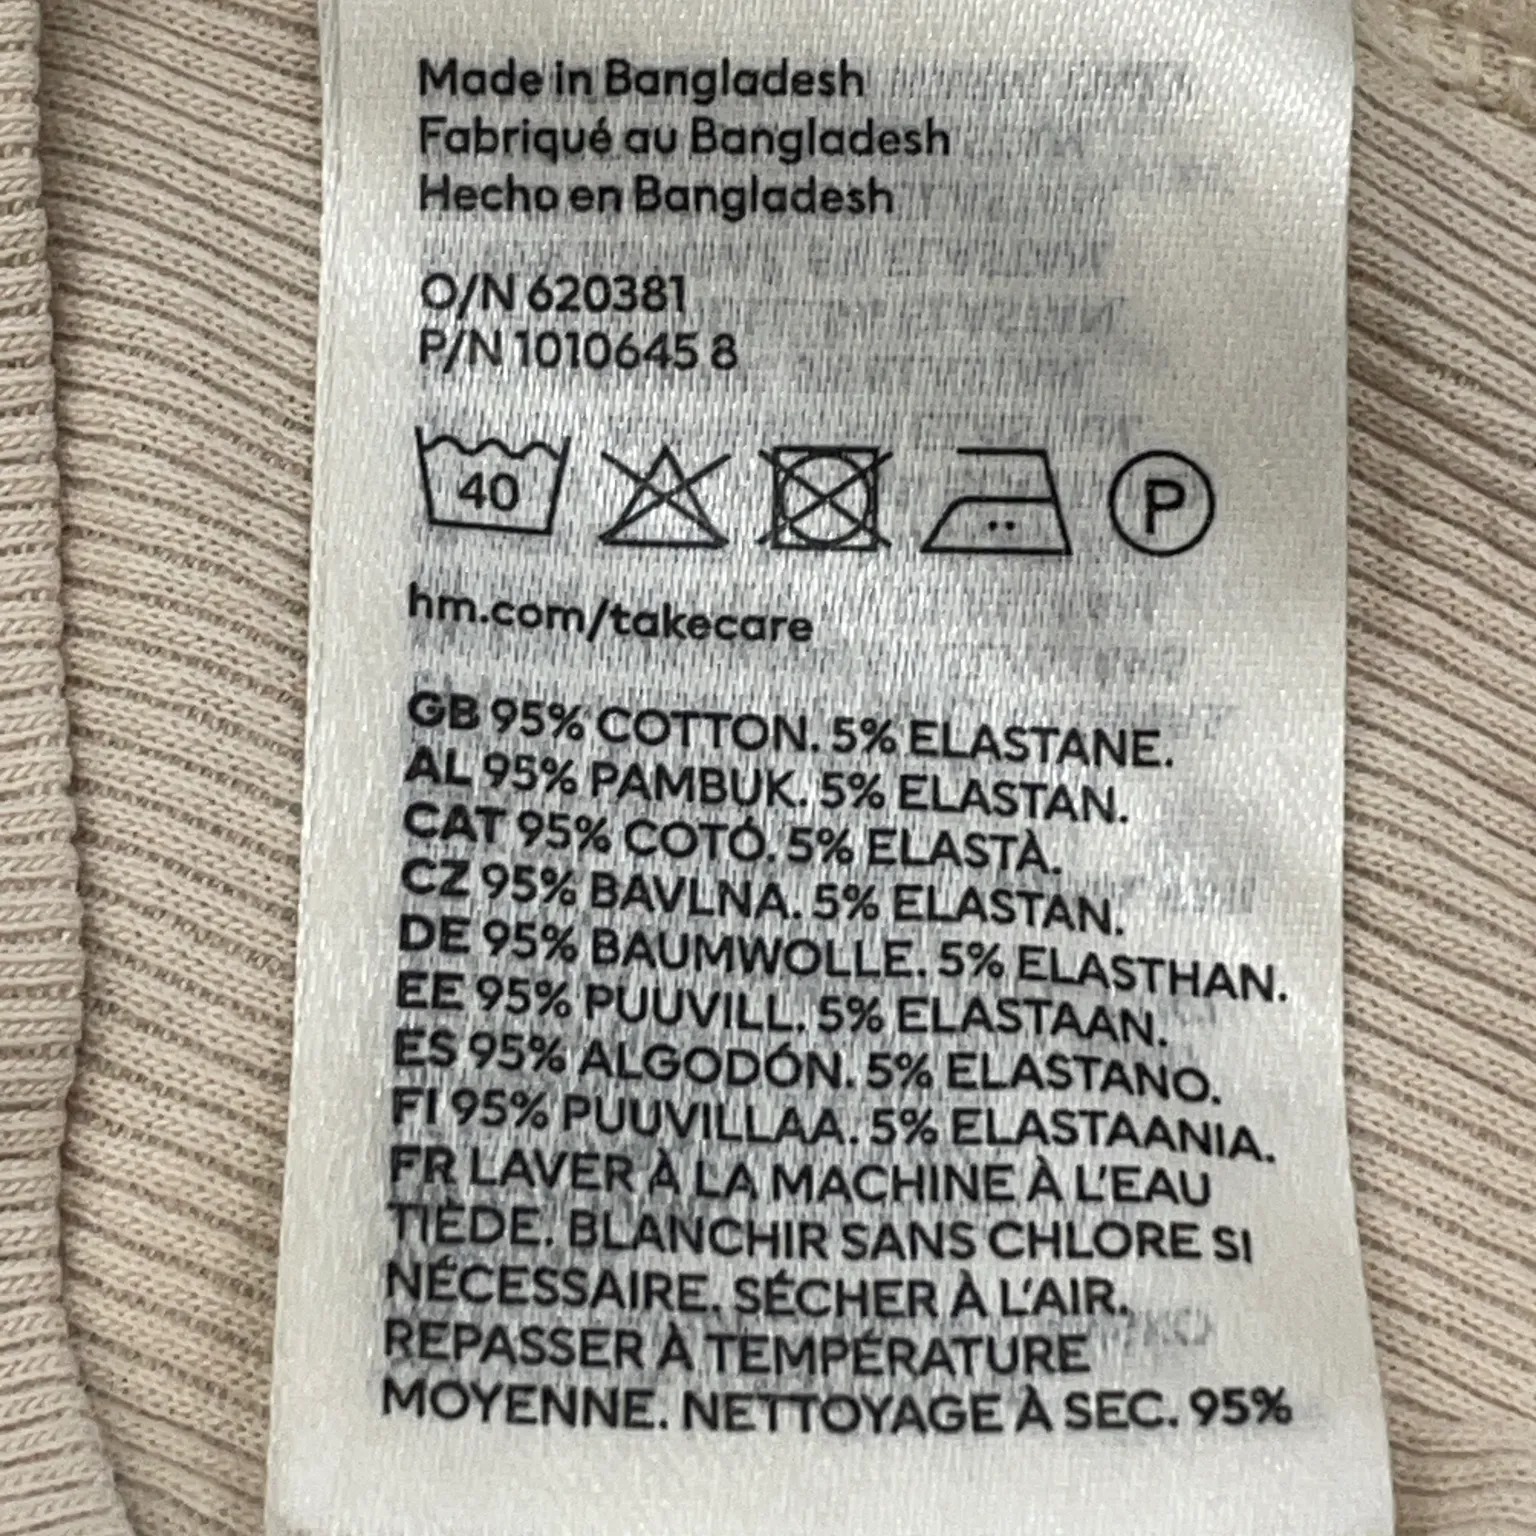 Made in Bangladesh
Fabriqué au Bangladesh
Hecho en Bangladesh
O/N 620381
P/N 1010645 8
40
P
hm.com/takecare
GB 95% COTTON. 5% ELASTANE.
AL 95% PAMBUK. 5% ELASTAN.
CAT 95% COTÓ. 5% ELASTÀ.
CZ 95% BAVLNA. 5% ELASTAN.
DE 95% BAUMWOLLE. 5% ELASTHAN.
EE 95% PUUVILL. 5% ELASTAAN.
ES 95% ALGODÓN. 5% ELASTANO.
FI 95% PUUVILLAA. 5% ELASTAANIA.
FR LAVER À LA MACHINE À L'EAU
TIÈDE. BLANCHIR SANS CHLORE SI
NÉCESSAIRE. SÉCHER À L'AIR.
REPASSER À TEMPÉRATURE
MOYENNE. NETTOYAGE À SEC. 95%